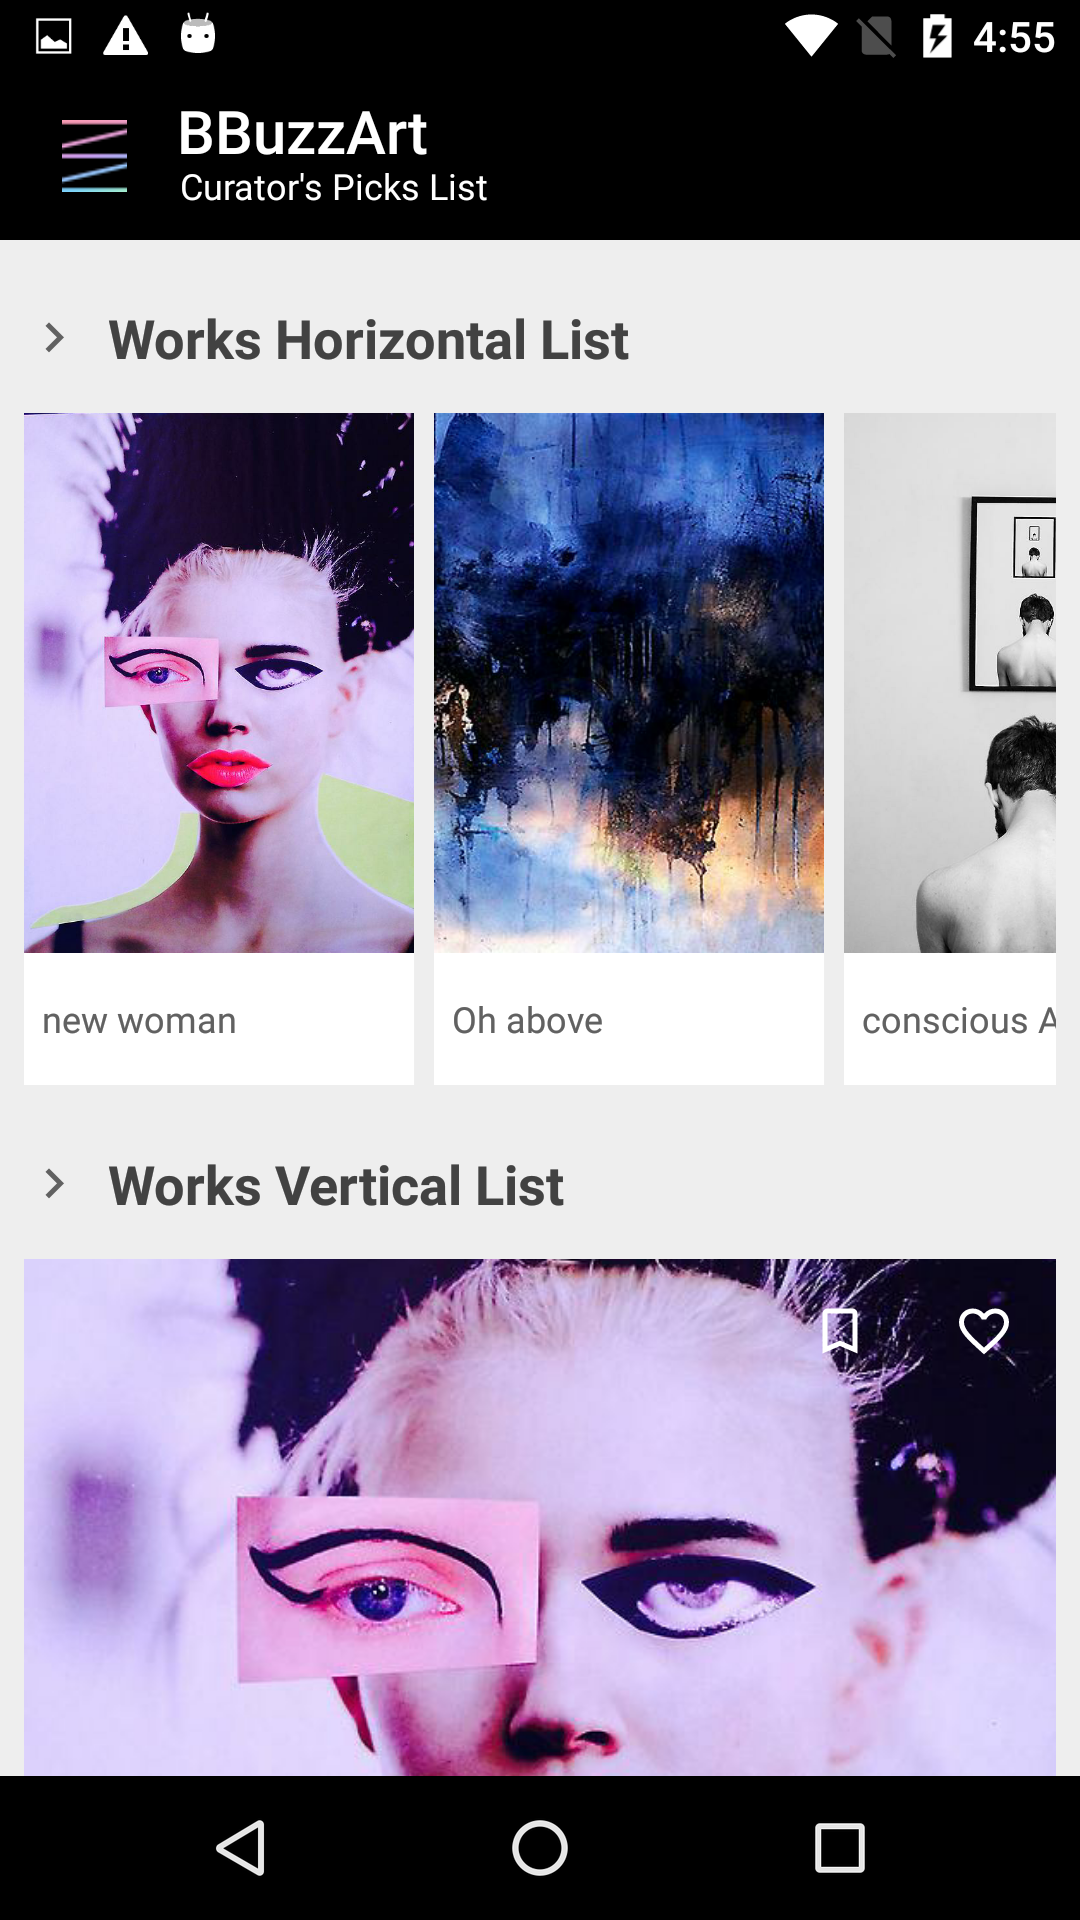 4:55
BBuzzArt
Curator's Picks List
Works Horizontal List
new woman
Oh above
conscious A
Works Vertical List